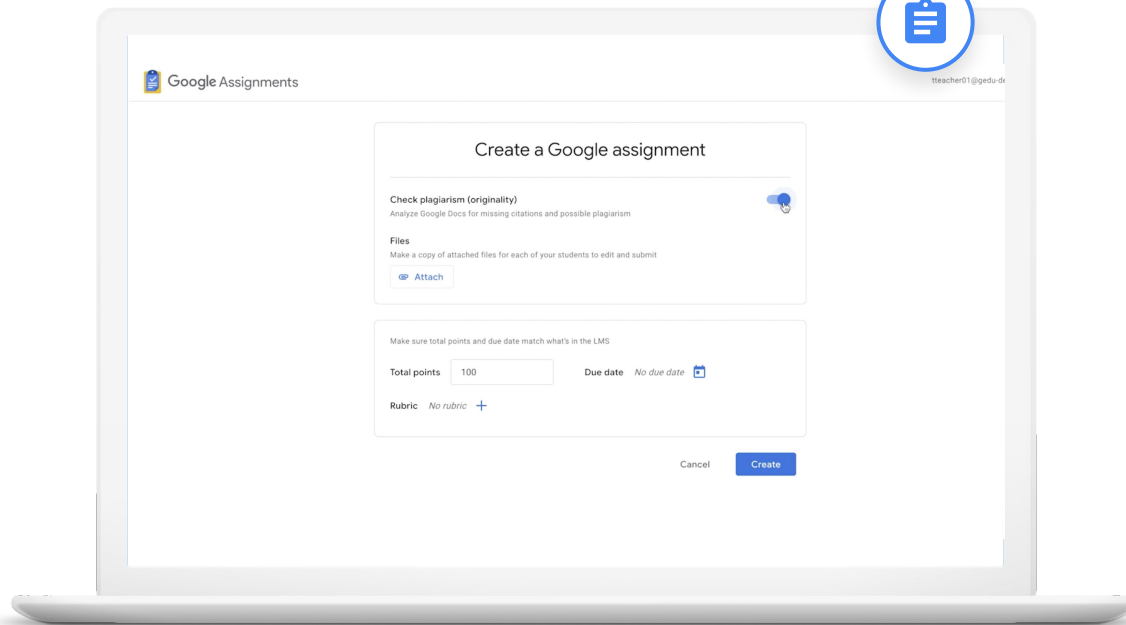 Google Assignments
tteacher01@gedu-de
Create a Google assignment
Check plagiarism (originality)
Analyze Google Docs for missing citations and possible plagiarism
Files
Make a copy of attached files for each of your students to edit and submit
Attach
Make sure total points and due date match what's in the LMS
Total points 100 Due date No due date
Rubric No rubric
Cancel Create